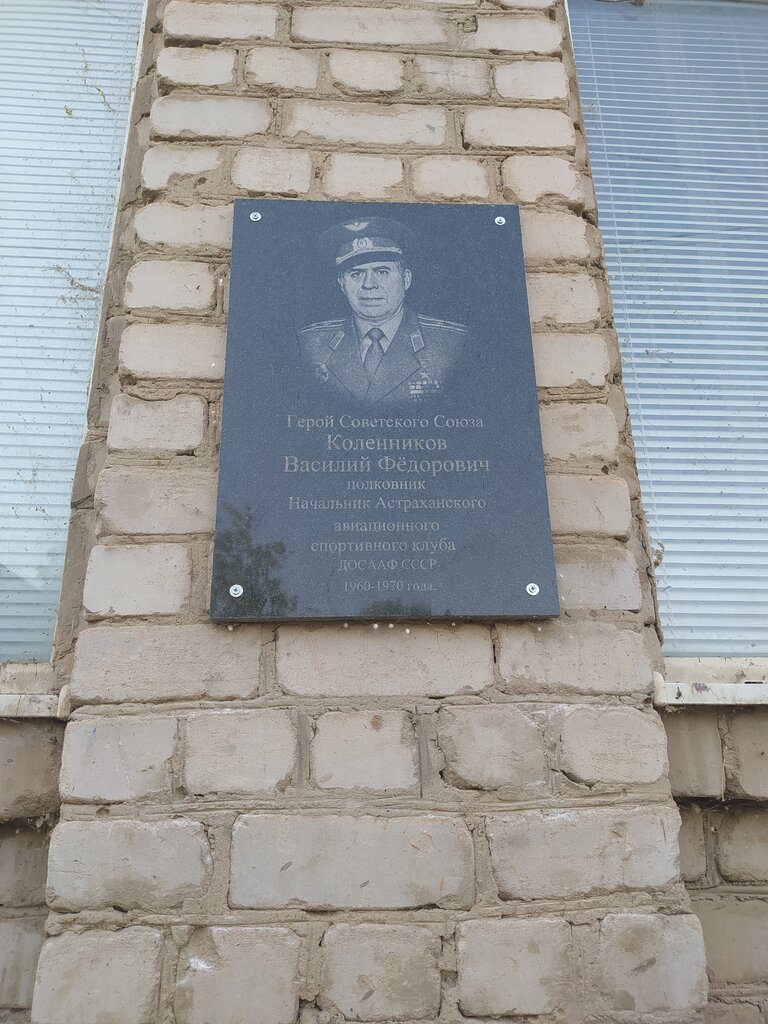 Герой Советского Союза
Коленников
Василий Фёдорович
полковник
Начальник Астраханского
авиационного
спортивного клуба
ДОСААФ СССР
1960-1970 года.